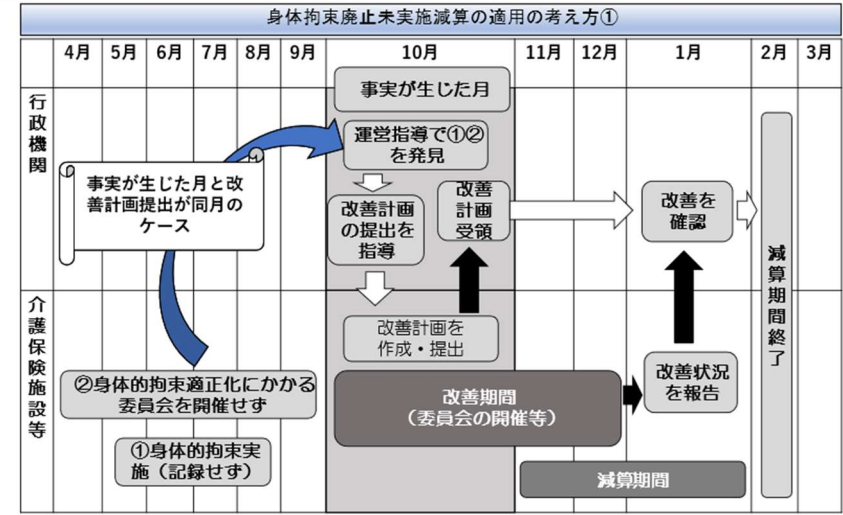 身体拘束廃止未実施減算の適用の考え方①
4月 5月 6月 7月 8月 9月 10月 11月 12月 1月 2月 3月
行政機関
事実が生じた月
運営指導で①②
を発見
事実が生じた月と改
善計画提出が同月の
ケース
改善計画
の提出を
指導
改善
計画
受領
改善を
確認
減算期間終了
介護保険施設等
改善計画を
作成・提出
②身体的拘束適正化にかかる
委員会を開催せず
改善期間
（委員会の開催等）
改善状況
を報告
①身体的拘束実
施（記録せず）
減算期間